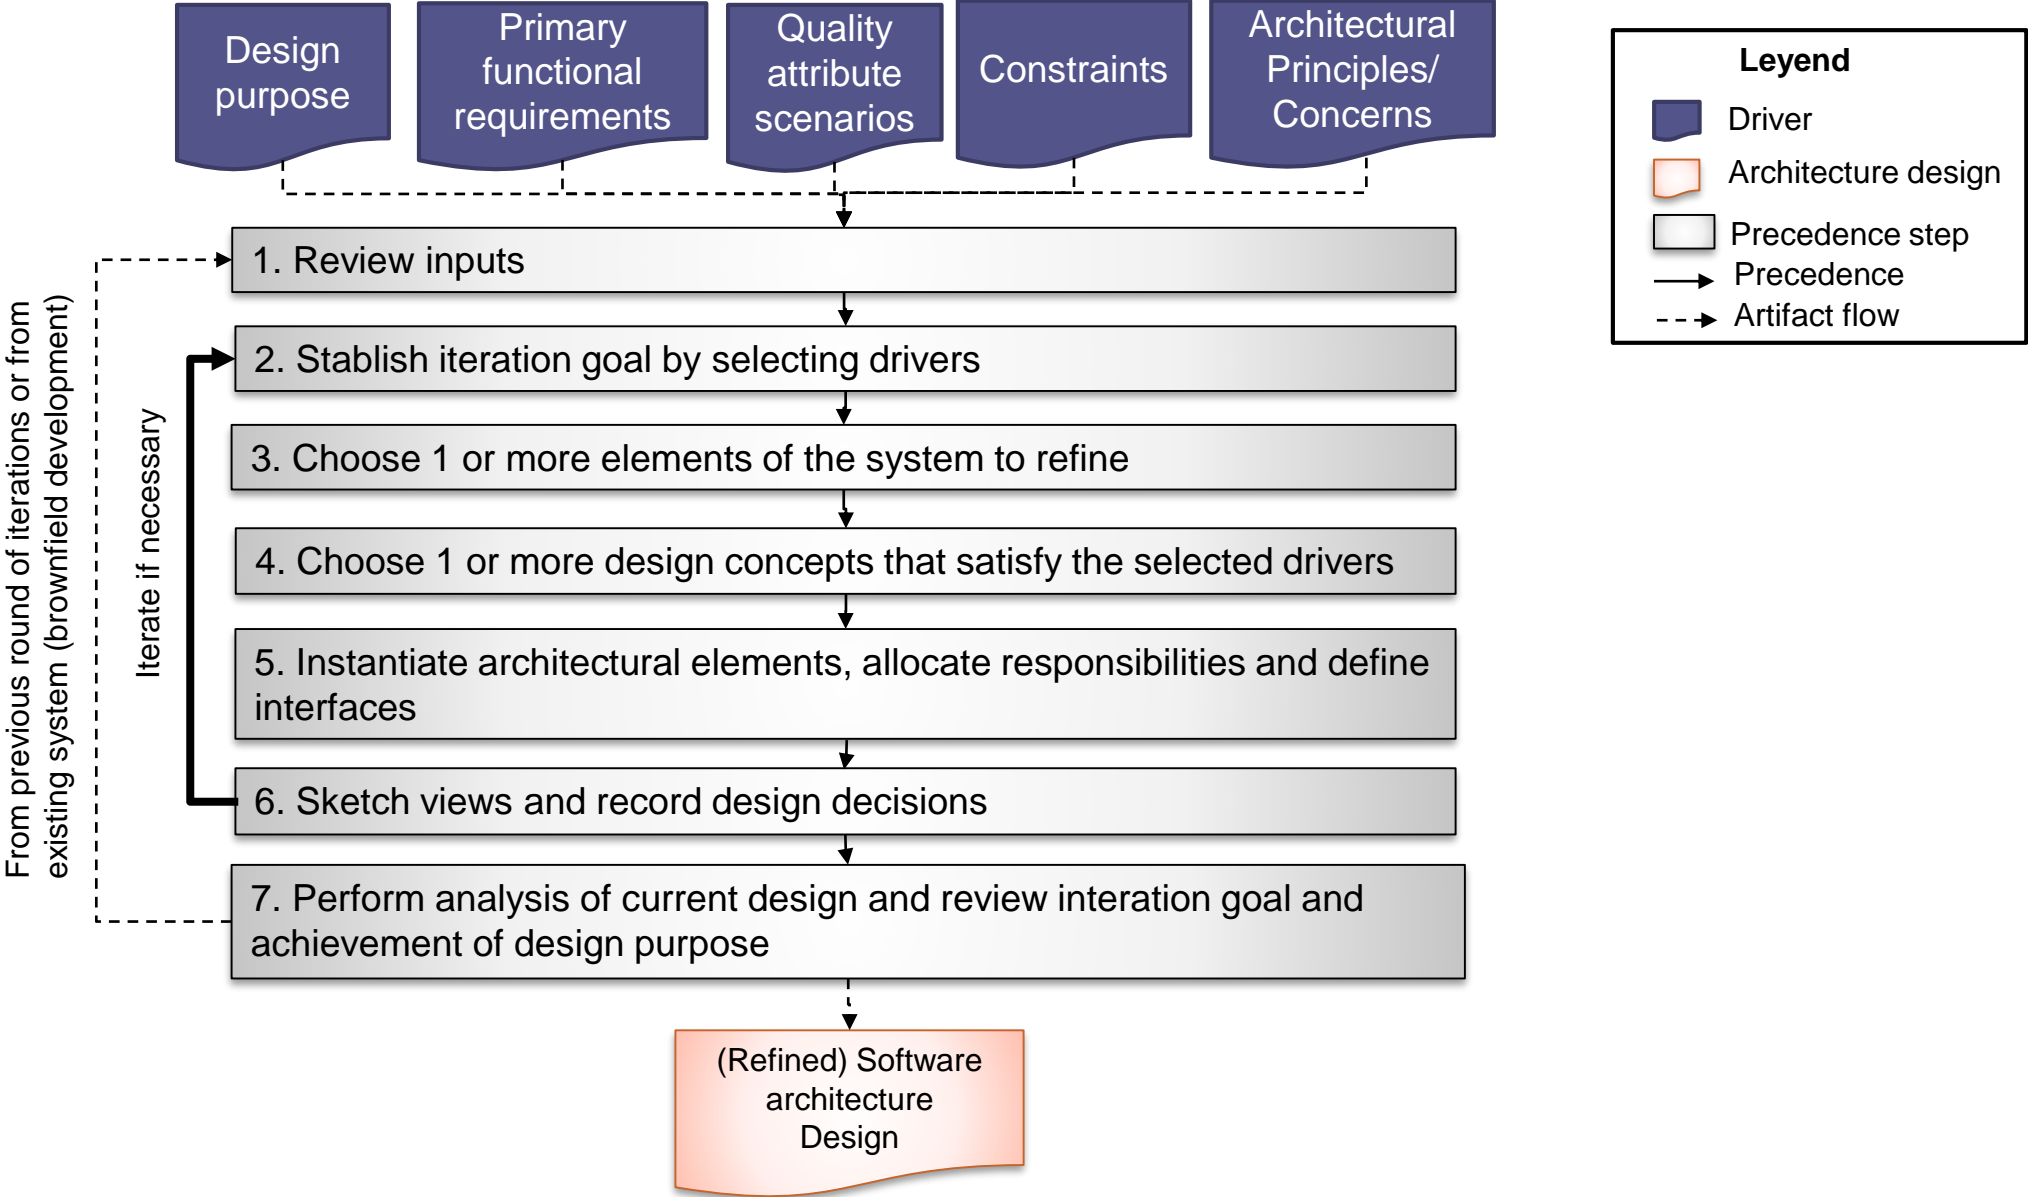 Design
purpose
Primary
functional
requirements
Quality
attribute
scenarios
Constraints
Architectural
Principles/
Concerns
Leyend
Driver
Architecture design
Precedence step
Precedence
Artifact flow
1. Review inputs
2. Stablish iteration goal by selecting drivers
3. Choose 1 or more elements of the system to refine
4. Choose 1 or more design concepts that satisfy the selected drivers
5. Instantiate architectural elements, allocate responsibilities and define
interfaces
6. Sketch views and record design decisions
7. Perform analysis of current design and review interation goal and
achievement of design purpose
From previous round of iterations or from
existing system (brownfield development)
Iterate if necessary
(Refined) Software
architecture
Design